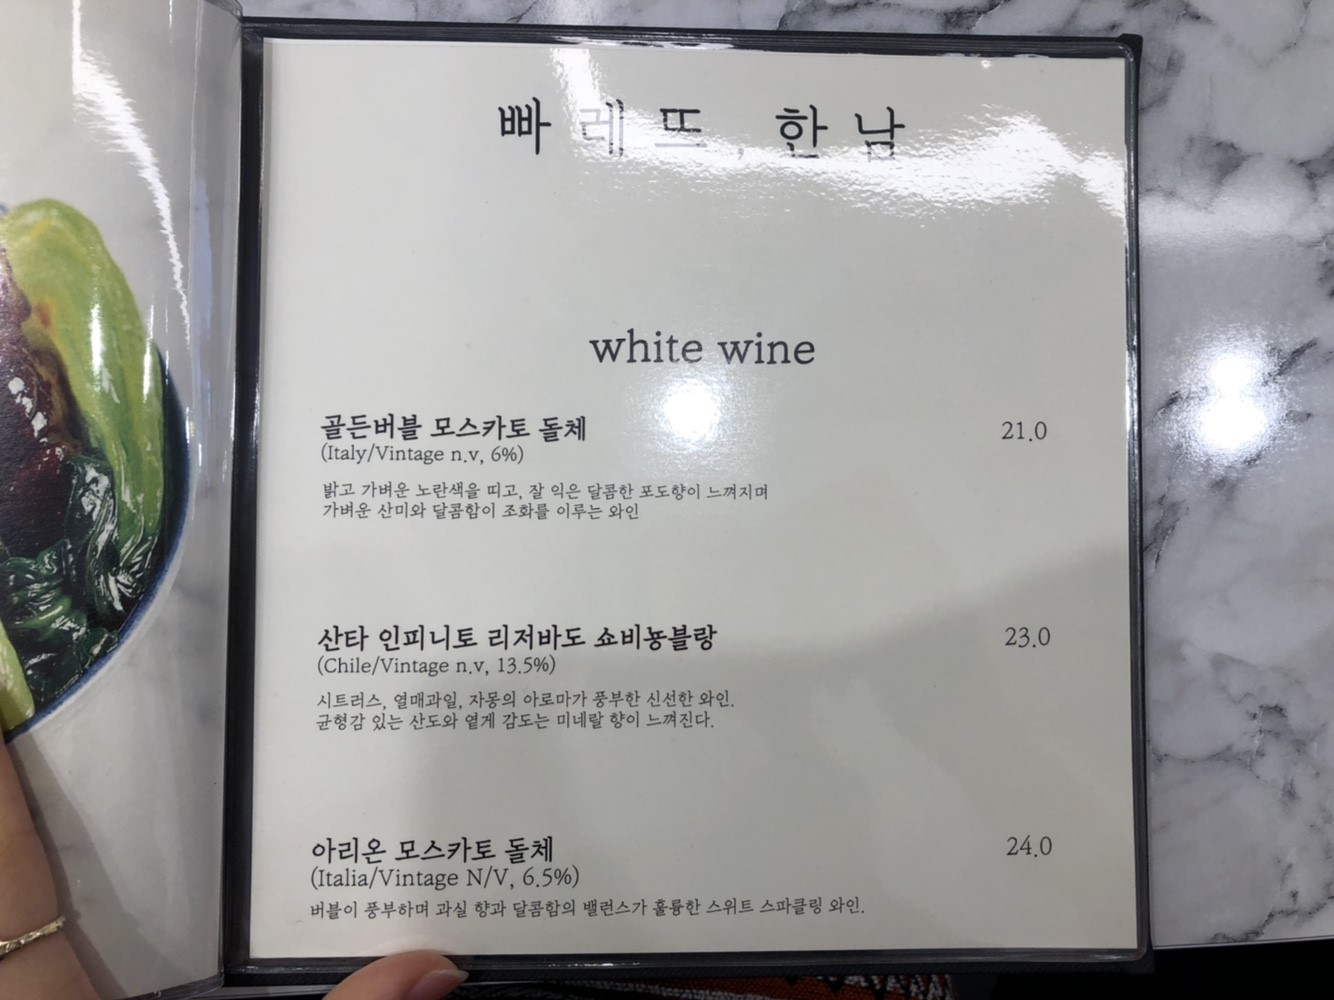 빠레뜨, 한남
white wine
골든버블 모스카토 돌체 21.0
(Italy/Vintage n.v, 6%)
밝고 가벼운 노란색을 띠고, 잘 익은 달콤한 포도향이 느껴지며
가벼운 산미와 달콤함이 조화를 이루는 와인
산타 인피니토 리저바도 쇼비뇽블랑 23.0
(Chile/Vintage n.v, 13.5%)
시트러스, 열매과일, 자몽의 아로마가 풍부한 신선한 와인.
균형감 있는 산도와 옅게 감도는 미네랄 향이 느껴진다.
아리온 모스카토 돌체 24.0
(Italia/Vintage N/V, 6.5%)
버블이 풍부하며 과실 향과 달콤함의 밸런스가 훌륭한 스위트 스파클링 와인.